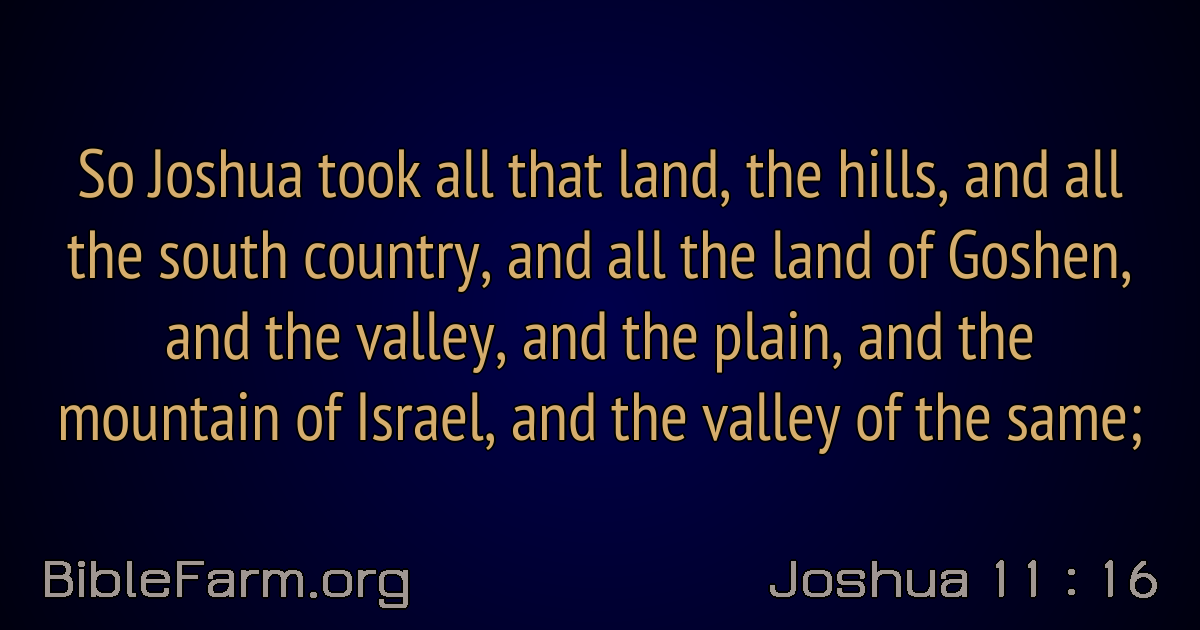 So Joshua took all that land, the hills, and all
the south country, and all the land of Goshen,
and the valley, and the plain, and the
mountain of Israel, and the valley of the same;
BibleFarm.org
Joshua 11 : 16